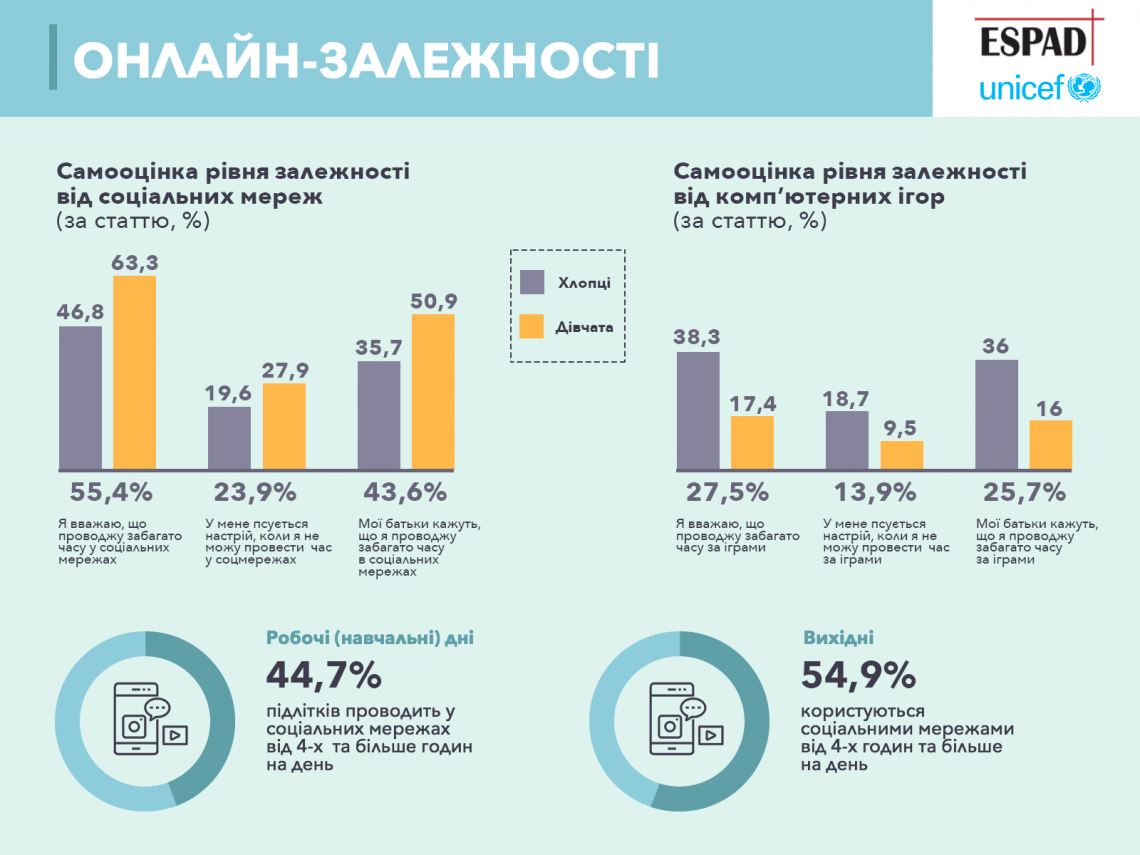 ОНЛАЙН-ЗАЛЕЖНОСТІ
ESPAD
unicef
Самооцінка рівня залежності
від соціальних мереж
(за статтю, %)
63,3
46,8
50,9
35,7
27,9
19,6
55,4%
23,9%
43,6%
Я вважаю, що
проводжу забагато
часу у соціальних
мережах
У мене псується
настрій, коли я не
можу провести час
у соцмережах
Мої батьки кажуть,
що я проводжу
забагато часу
в соціальних
мережах
Хлопці
Дівчата
Самооцінка рівня залежності
від комп’ютерних ігор
(за статтю, %)
38,3
17,4
18,7
9,5
36
16
27,5%
13,9%
25,7%
Я вважаю, що
проводжу забагато
часу за іграми
У мене псується
настрій, коли я не
можу провести час
за іграми
Мої батьки кажуть,
що я проводжу
забагато часу
за іграми
Робочі (навчальні) дні
44,7%
підлітків проводить у
соціальних мережах
від 4-х та більше годин
на день
Вихідні
54,9%
користуються
соціальними мережами
від 4-х годин та більше
на день